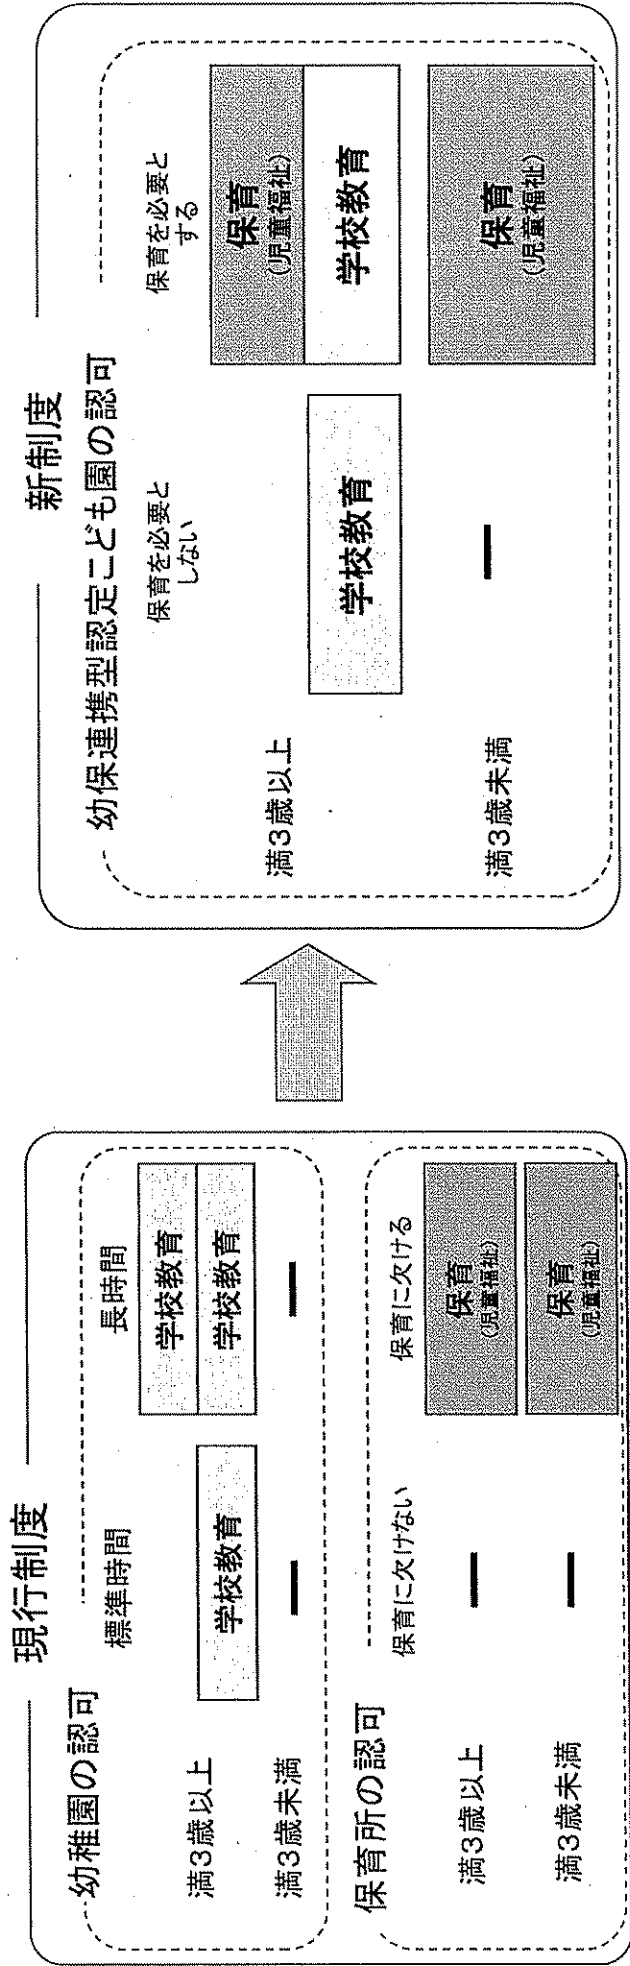 現行制度
幼稚園の認可
標準時間
長時間
満3歳以上
学校教育
学校教育
学校教育
満3歳未満
ー
ー
保育所の認可
保育に欠けない
保育に欠ける
満3歳以上
ー
保育
(児童福祉)
満3歳未満
ー
保育
(児童福祉)
新制度
幼保連携型認定こども園の認可
保育を必要と
しない
保育を必要と
する
満3歳以上
学校教育
保育
(児童福祉)
学校教育
満3歳未満
ー
保育
(児童福祉)